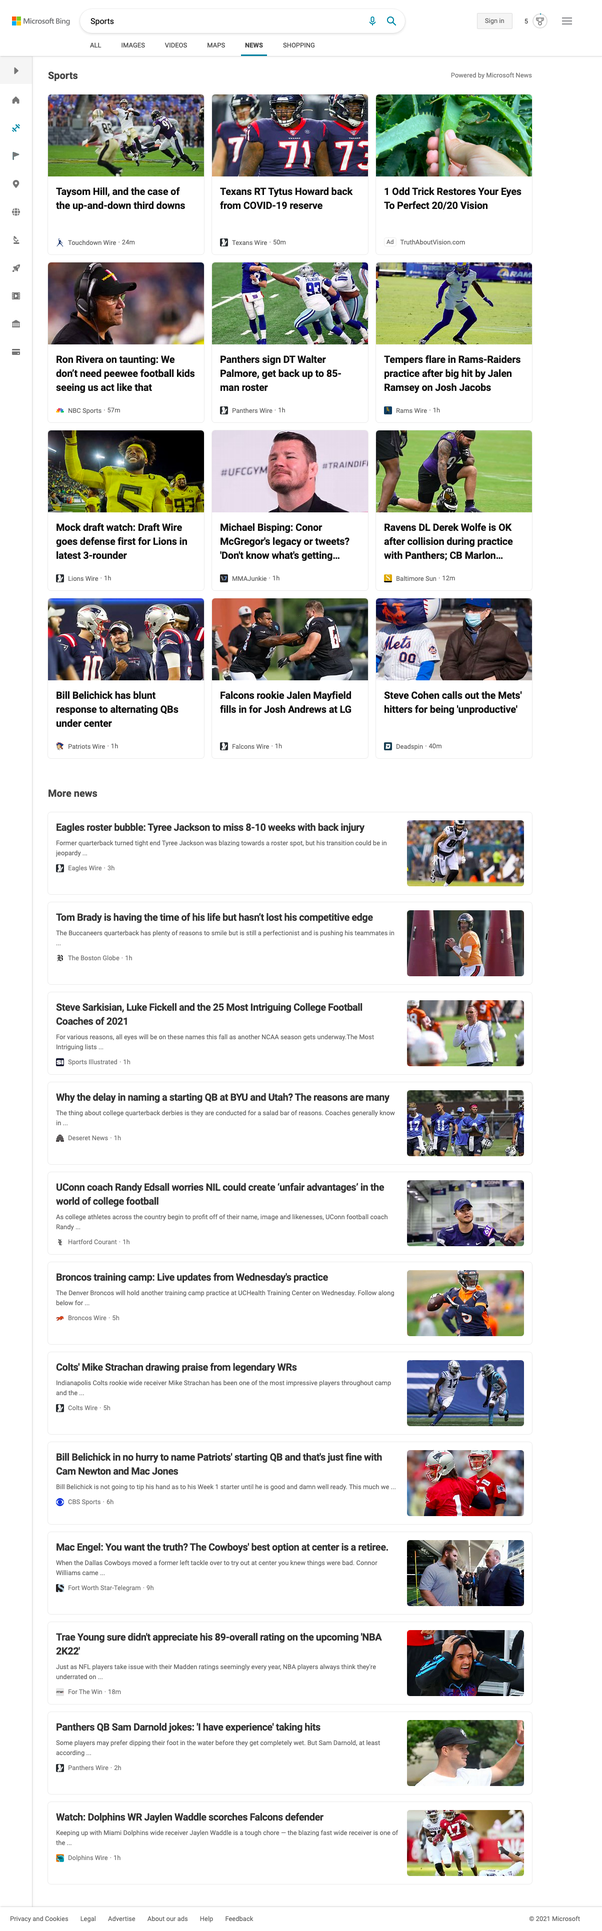 Microsoft Bing
Sports
Sign in
5
ALL IMAGES VIDEOS MAPS NEWS SHOPPING
Sports
Powered by Microsoft News
71
73
Taysom Hill, and the case of
the up-and-down third downs
Touchdown Wire · 24m
Texans RT Tytus Howard back
from COVID-19 reserve
Texans Wire · 50m
1 Odd Trick Restores Your Eyes
To Perfect 20/20 Vision
Ad TruthAboutVision.com
93
5
Ron Rivera on taunting: We
don't need peewee football kids
seeing us act like that
NBC Sports · 57m
Panthers sign DT Walter
Palmore, get back up to 85-
man roster
Panthers Wire · 1h
Tempers flare in Rams-Raiders
practice after big hit by Jalen
Ramsey on Josh Jacobs
Rams Wire · 1h
5
93
#UFCGYM
#TRAINDIF
Mock draft watch: Draft Wire
goes defense first for Lions in
latest 3-rounder
Lions Wire · 1h
Michael Bisping: Conor
McGregor's legacy or tweets?
'Don't know what's getting...
MMAJunkie · 1h
Ravens DL Derek Wolfe is OK
after collision during practice
with Panthers; CB Marlon...
Baltimore Sun · 12m
10
Mets
00
Bill Belichick has blunt
response to alternating QBs
under center
Patriots Wire · 1h
Falcons rookie Jalen Mayfield
fills in for Josh Andrews at LG
Falcons Wire · 1h
Steve Cohen calls out the Mets'
hitters for being 'unproductive'
Deadspin · 40m
More news
Eagles roster bubble: Tyree Jackson to miss 8-10 weeks with back injury
Former quarterback turned tight end Tyree Jackson was blazing towards a roster spot, but his transition could be in
jeopardy ...
Eagles Wire · 3h
Tom Brady is having the time of his life but hasn't lost his competitive edge
The Buccaneers quarterback has plenty of reasons to smile but is still a perfectionist and is pushing his teammates in
...
The Boston Globe · 1h
Steve Sarkisian, Luke Fickell and the 25 Most Intriguing College Football
Coaches of 2021
For various reasons, all eyes will be on these names this fall as another NCAA season gets underway.The Most
Intriguing lists ...
Sports Illustrated · 1h
Why the delay in naming a starting QB at BYU and Utah? The reasons are many
The thing about college quarterback derbies is they are conducted for a salad bar of reasons. Coaches generally know
in ...
Deseret News · 1h
17
11
UConn coach Randy Edsall worries NIL could create 'unfair advantages' in the
world of college football
As college athletes across the country begin to profit off of their name, image and likenesses, UConn football coach
Randy ...
Hartford Courant · 1h
Broncos training camp: Live updates from Wednesday's practice
The Denver Broncos will hold another training camp practice at UCHealth Training Center on Wednesday. Follow along
below for ...
Broncos Wire · 5h
5
Colts' Mike Strachan drawing praise from legendary WRs
Indianapolis Colts rookie wide receiver Mike Strachan has been one of the most impressive players throughout camp
and the ...
Colts Wire · 5h
Bill Belichick in no hurry to name Patriots' starting QB and that's just fine with
Cam Newton and Mac Jones
Bill Belichick is not going to tip his hand as to his Week 1 starter until he is good and damn well ready. This much we ...
CBS Sports · 6h
1
Mac Engel: You want the truth? The Cowboys' best option at center is a retiree.
When the Dallas Cowboys moved a former left tackle over to try out at center you knew things were bad. Connor
Williams came ...
Fort Worth Star-Telegram · 9h
Trae Young sure didn't appreciate his 89-overall rating on the upcoming 'NBA
2K22'
Just as NFL players take issue with their Madden ratings seemingly every year, NBA players always think they're
underrated on ...
For The Win · 18m
Panthers QB Sam Darnold jokes: 'I have experience' taking hits
Some players may prefer dipping their foot in the water before they get completely wet. But Sam Darnold, at least
according ...
Panthers Wire · 2h
Watch: Dolphins WR Jaylen Waddle scorches Falcons defender
Keeping up with Miami Dolphins wide receiver Jaylen Waddle is a tough chore — the blazing fast wide receiver is one of
the ...
Dolphins Wire · 1h
17
Privacy and Cookies Legal Advertise About our ads Help Feedback
© 2021 Microsoft